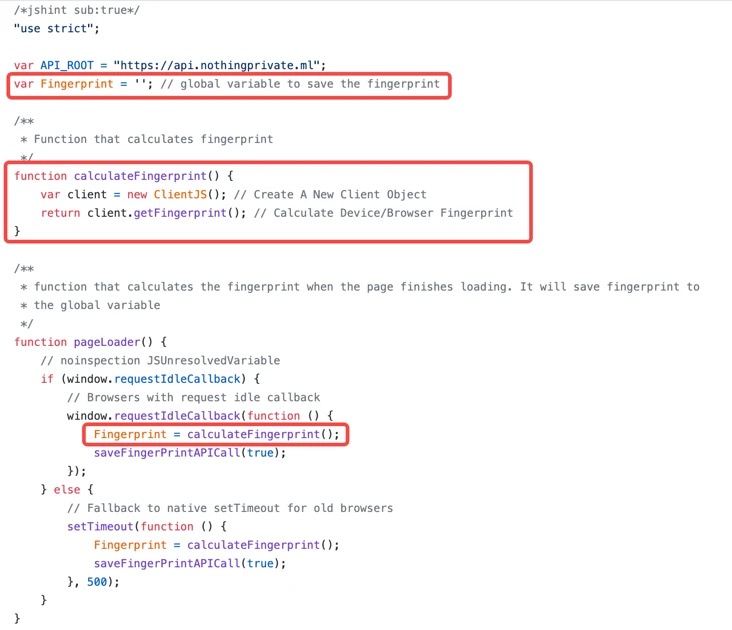 /*jshint sub:true*/
"use strict";
var API_ROOT = "https://api.nothingprivate.ml";
var Fingerprint = ''; // global variable to save the fingerprint
/**
 * Function that calculates fingerprint
 */
function calculateFingerprint() {
    var client = new ClientJS(); // Create A New Client Object
    return client.getFingerprint(); // Calculate Device/Browser Fingerprint
}
/**
 * function that calculates the fingerprint when the page finishes loading. It will save fingerprint to
 * the global variable
 */
function pageLoader() {
    // noinspection JSUnresolvedVariable
    if (window.requestIdleCallback) {
        // Browsers with request idle callback
        window.requestIdleCallback(function () {
            Fingerprint = calculateFingerprint();
            saveFingerPrintAPICall(true);
        });
    } else {
        // Fallback to native setTimeout for old browsers
        setTimeout(function () {
            Fingerprint = calculateFingerprint();
            saveFingerPrintAPICall(true);
        }, 500);
    }
}